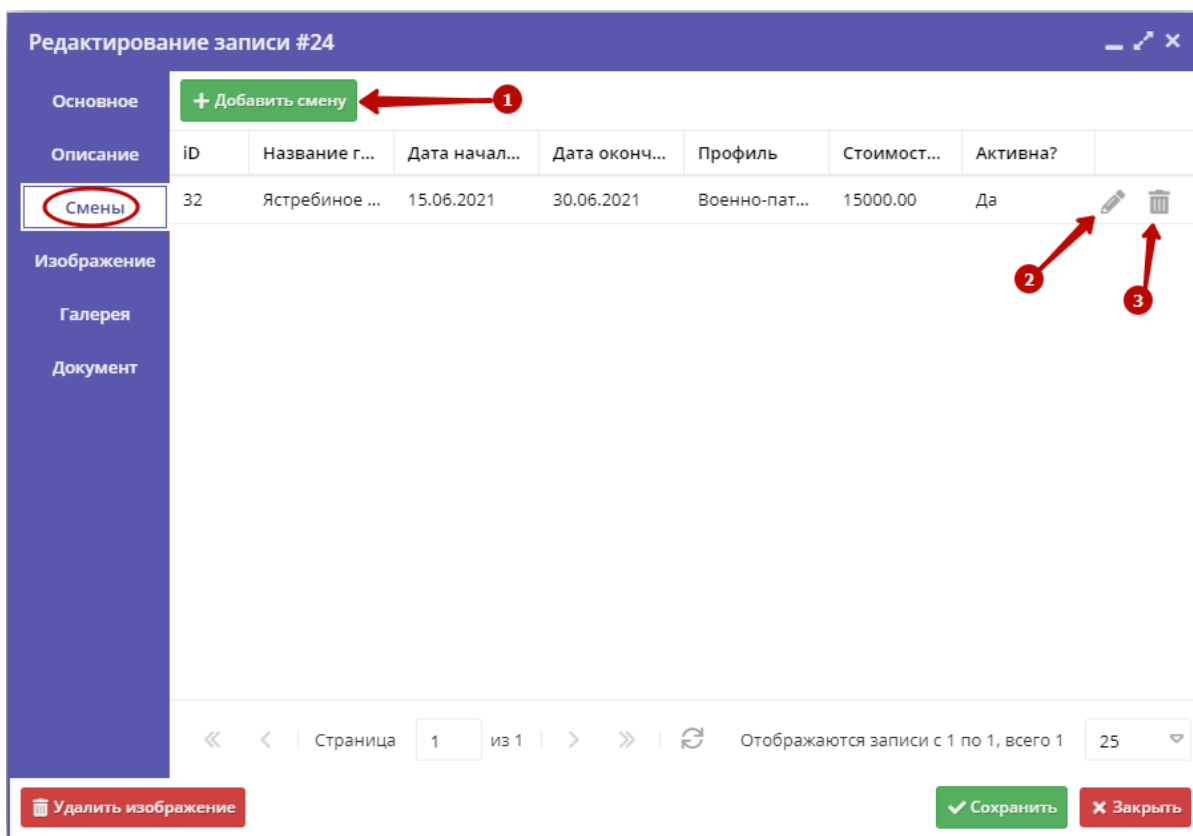 Редактирование записи #24
Основное
Добавить смену 1
Описание
iD Название г... Дата начал... Дата оконч... Профиль Стоимост... Активна?
Смены
32 Ястребиное ... 15.06.2021 30.06.2021 Военно-пат... 15000.00 Да
Изображение
2
3
Галерея
Документ
Страница 1 из 1 Отображаются записи с 1 по 1, всего 1 25
Удалить изображение Сохранить Закрыть